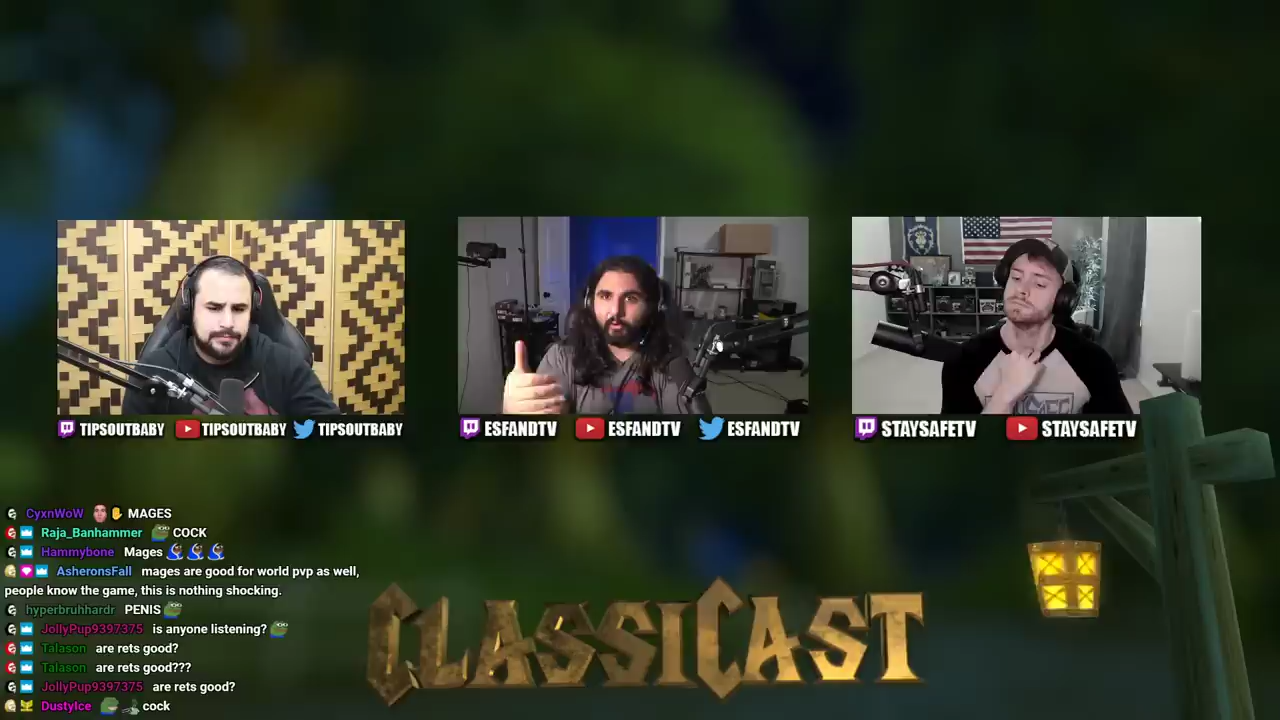 TIPSOUTBABY TIPSOUTBABY TIPSOUTBABY
ESFANDTV ESFANDTV ESFANDTV
STAYSAFETV STAYSAFETV
CyxnWoW MAGES
Raja_Banhammer COCK
Hammybone Mages
AsheronsFall mages are good for world pvp as well,
people know the game, this is nothing shocking.
hyperbruhhardr PENIS
JollyPup9397375 is anyone listening?
Talason are rets good?
Talason are rets good???
JollyPup9397375 are rets good?
DustyIce cock
CLASSICAST